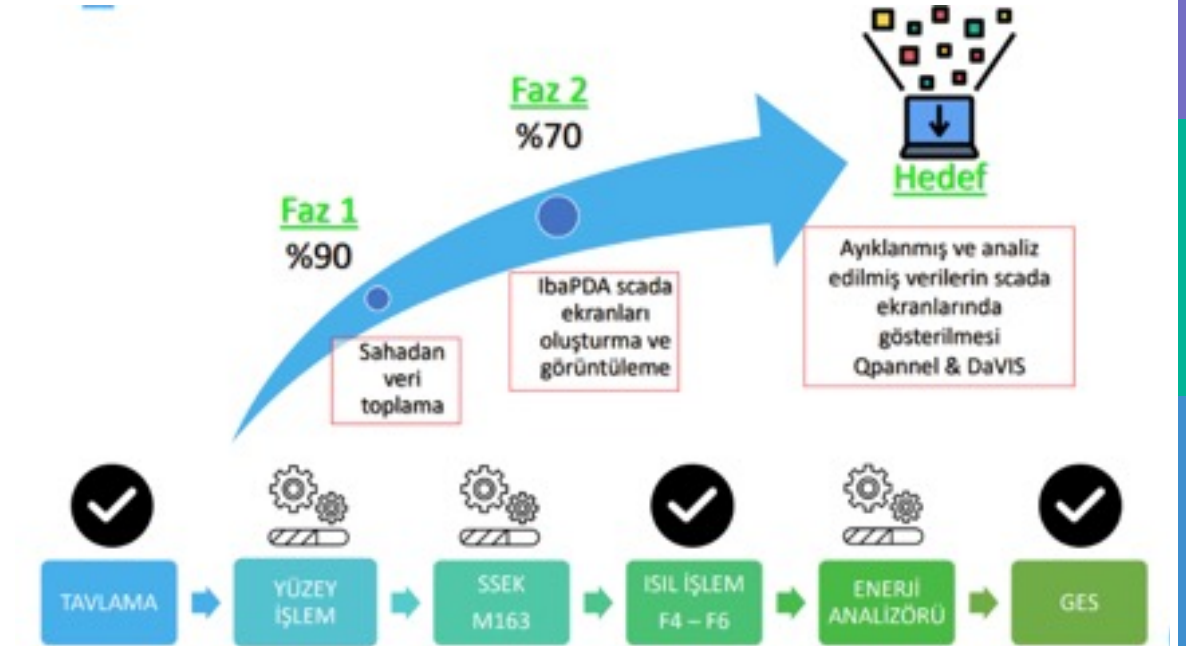 Faz 1
%90
Faz 2
%70
Hedef
Sahadan
veri
toplama
IbaPDA scada
ekranları
oluşturma ve
görüntüleme
Ayıklanmış ve analiz
edilmiş verilerin scada
ekranlarında
gösterilmesi
Qpannel & DaVIS
TAVLAMA
YÜZEY
İŞLEM
SSEK
M163
ISIL İŞLEM
F4 – F6
ENERJİ
ANALİZÖRÜ
GES